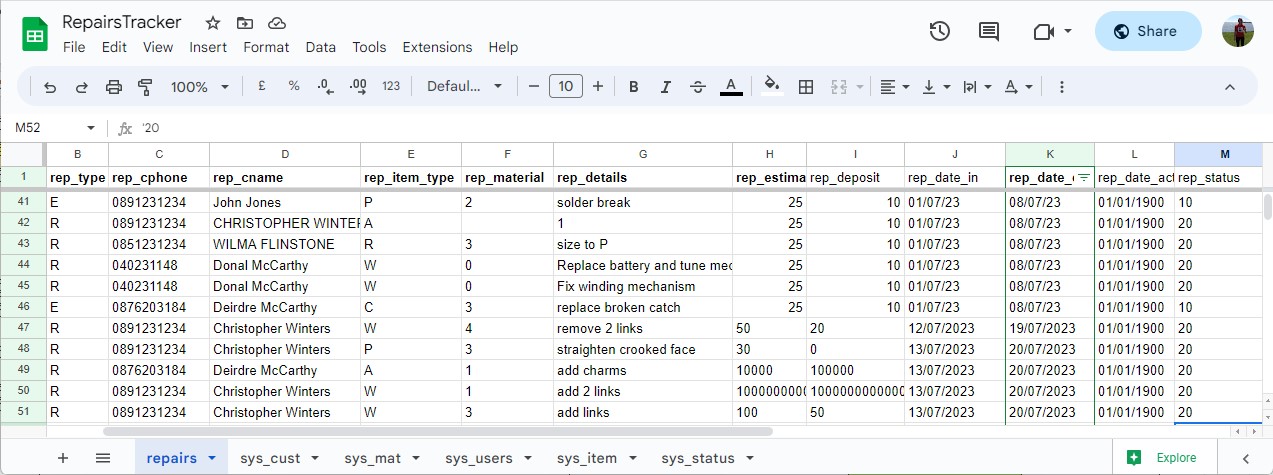 RepairsTracker
File Edit View Insert Format Data Tools Extensions Help
Share
100% £ % .0 .00 123 Defaul... − 10 + B I S A
M52 fx '20
B C D E F G H I J K L M
1 rep_type rep_cphone rep_cname rep_item_type rep_material rep_details rep_estima rep_deposit rep_date_in rep_date_ rep_date_act rep_status
41 E 0891231234 John Jones P 2 solder break 25 10 01/07/23 08/07/23 01/01/1900 10
42 R 0891231234 CHRISTOPHER WINTER A 1 25 10 01/07/23 08/07/23 01/01/1900 20
43 R 0851231234 WILMA FLINSTONE R 3 size to P 25 10 01/07/23 08/07/23 01/01/1900 20
44 R 040231148 Donal McCarthy W 0 Replace battery and tune mec 25 10 01/07/23 08/07/23 01/01/1900 20
45 R 040231148 Donal McCarthy W 0 Fix winding mechanism 25 10 01/07/23 08/07/23 01/01/1900 20
46 E 0876203184 Deirdre McCarthy C 3 replace broken catch 25 10 01/07/23 08/07/23 01/01/1900 10
47 R 0891231234 Christopher Winters W 4 remove 2 links 50 20 12/07/2023 19/07/2023 01/01/1900 20
48 R 0891231234 Christopher Winters P 3 straighten crooked face 30 0 13/07/2023 20/07/2023 01/01/1900 20
49 R 0876203184 Deirdre McCarthy A 1 add charms 10000 100000 13/07/2023 20/07/2023 01/01/1900 20
50 R 0891231234 Christopher Winters W 1 add 2 links 1000000000 1000000000000 13/07/2023 20/07/2023 01/01/1900 20
51 R 0891231234 Christopher Winters W 3 add links 100 50 13/07/2023 20/07/2023 01/01/1900 20
repairs sys_cust sys_mat sys_users sys_item sys_status Explore